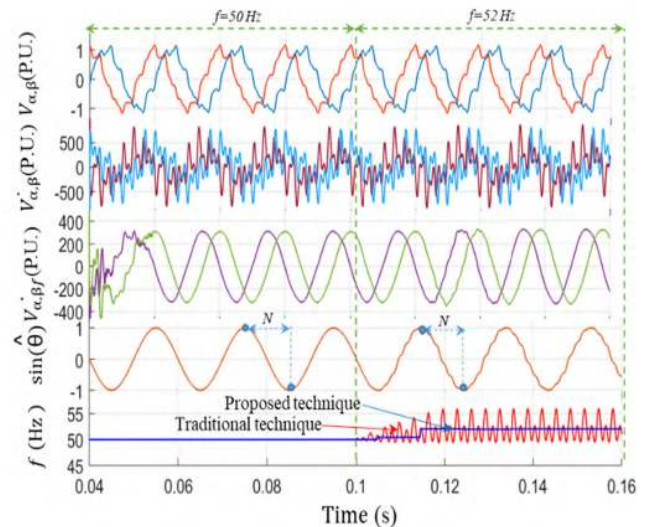 f=50 Hz f=52 Hz
V_{α,β}(P.U.)
1
0
-1
V^{·}_{α,β}(P.U.)
500
0
-500
V^{·}_{α,βf}(P.U.)
400
200
0
-200
-400
sin(θ̂)
1
0
-1
N N
f (Hz)
55
50
45
Proposed technique
Traditional technique
0.04 0.06 0.08 0.1 0.12 0.14 0.16
Time (s)